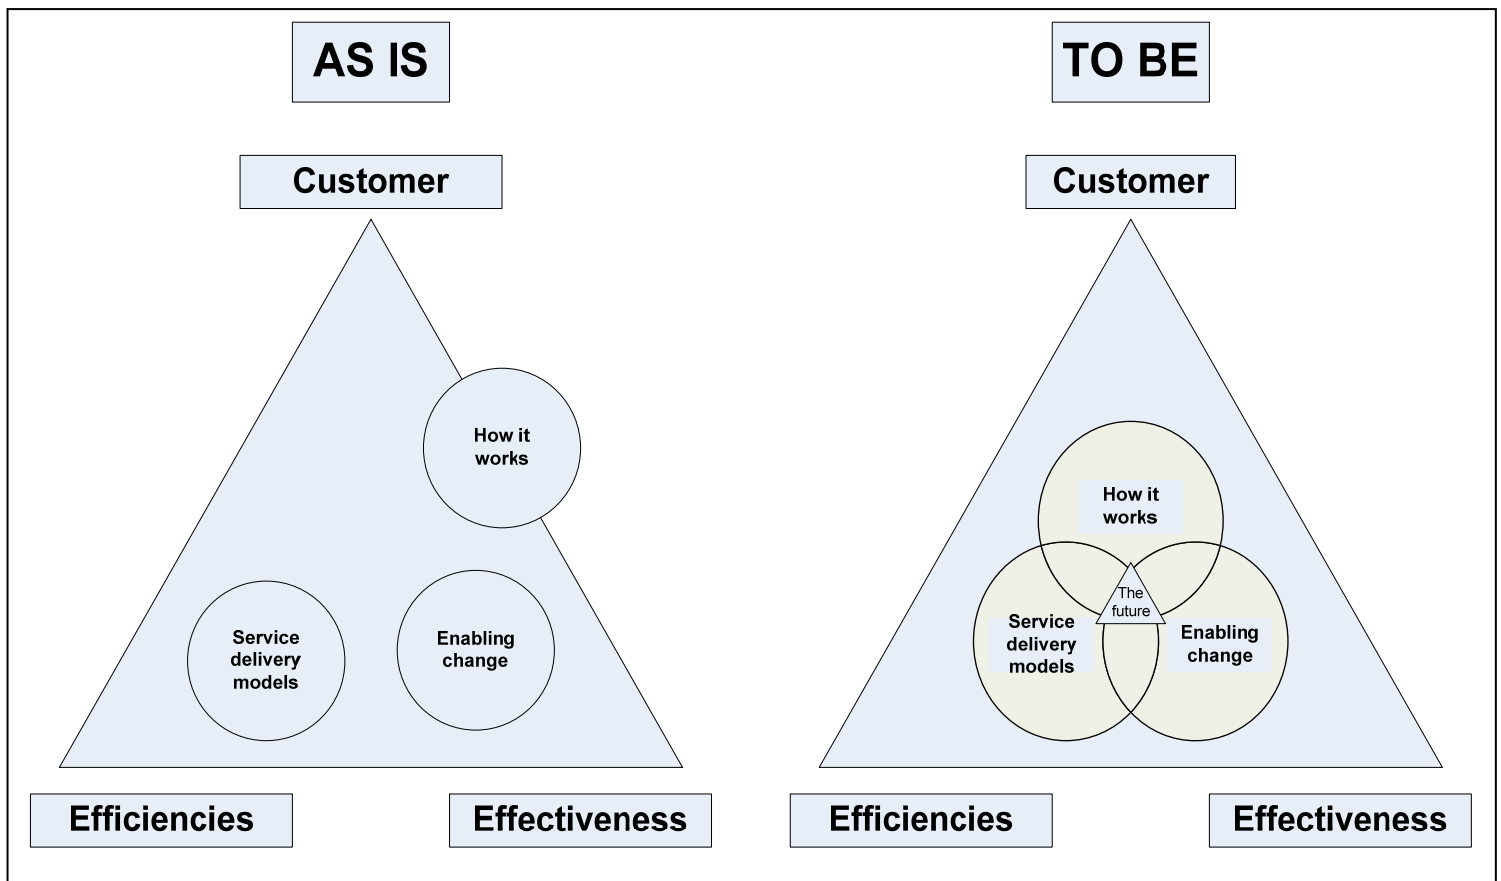 AS IS
TO BE
Customer
Customer
How it
works
Service
delivery
models
Enabling
change
How it
works
The
future
Service
delivery
models
Enabling
change
Efficiencies
Effectiveness
Efficiencies
Effectiveness